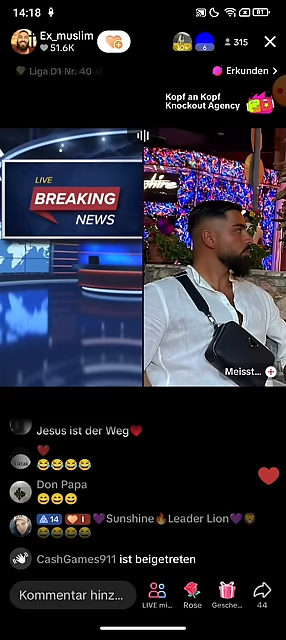 14:18
81
Ex_muslim
51.6K
315
Liga D1 Nr. 40
Erkunden >
Kopf an Kopf
Knockout Agency
LIVE
BREAKING
NEWS
Meisst...
Jesus ist der Weg❤️
❤️
😂😂😂😂
Don Papa
😄😄😄
14 1 💜Sunshine🔥Leader Lion💜🦁
😂😂😂😂
CashGames911 ist beigetreten
Kommentar hinz...
LIVE mi...
Rose
Gesche...
44